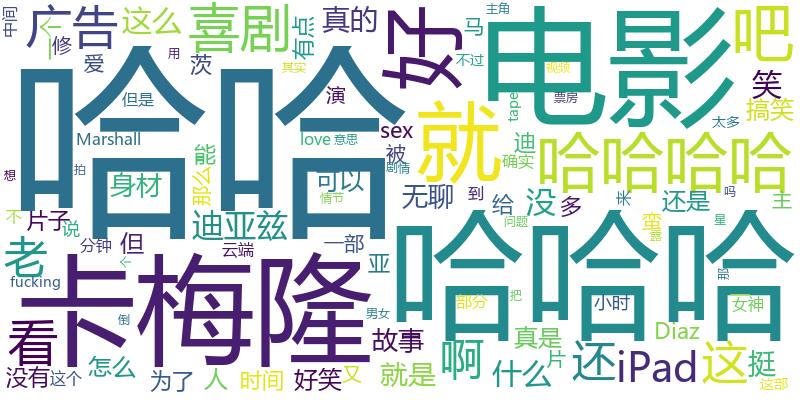 中间
广告
这么
喜剧
真的
好
电影
吧
修
爱
有点
马
主角
不过
用
其实
视频
茨
但是
演
笑
哈哈
票房
搞笑
太多
tape
Marshall
love
意思
sex
就
想
拍
那么
能
被
剧情
迪
确实
哈哈哈哈
身材
可以
情节
无聊
到
给
没
多
来
吗
还是
主
不
片子
说
迪亚兹
蛮
露
星
老
分钟
但
云端
一部
亚
问题
那
fucking
卡梅隆
哈哈哈
部分
把
小时
女神
看
倒
男女
故事
真是
片
Diaz
没有
这个
怎么
为了
人
时间
好笑
又
就是
啊
什么
还
iPad
这
挺
这部